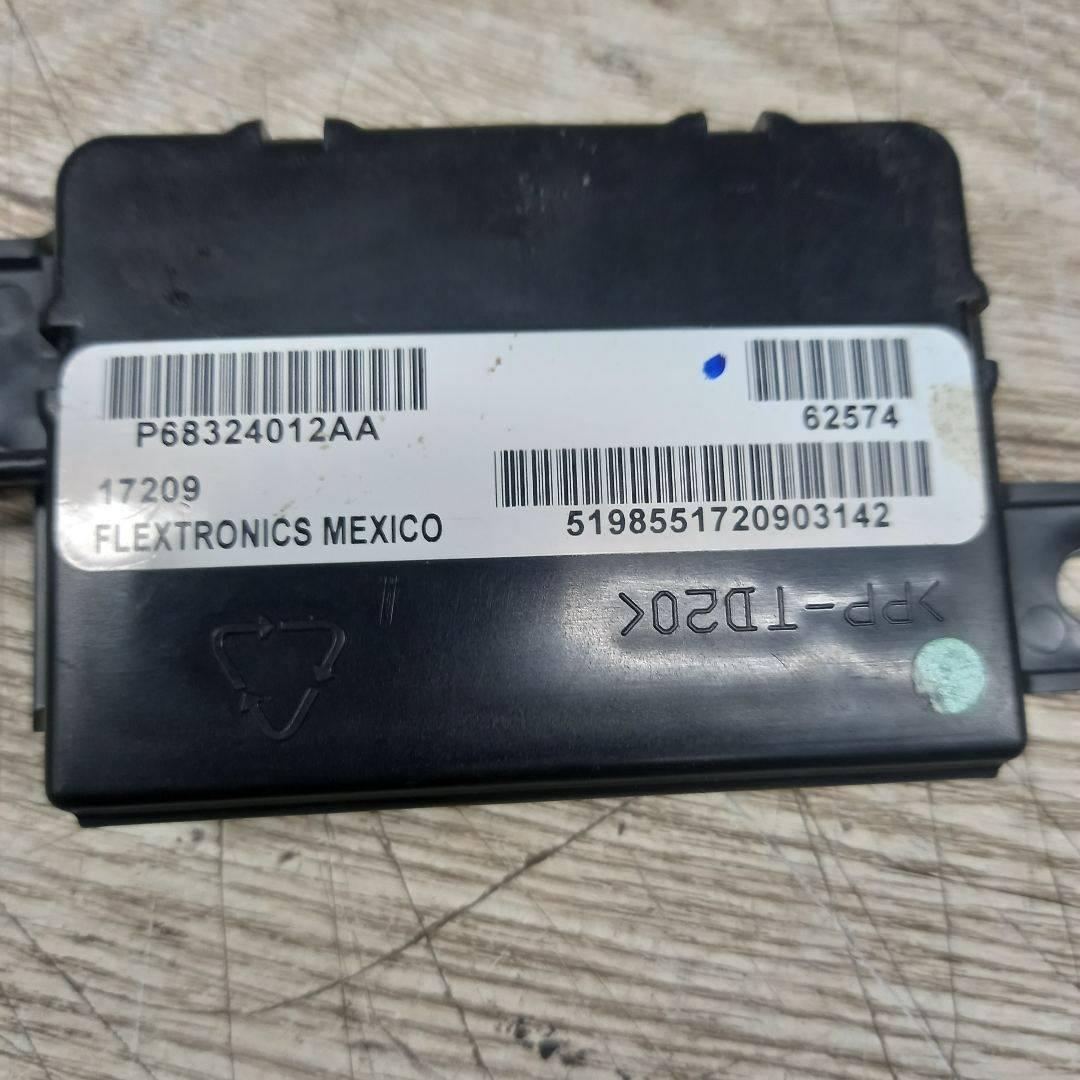 P68324012AA
62574
17209
5198551720903142
FLEXTRONICS MEXICO
>PP-TD20<